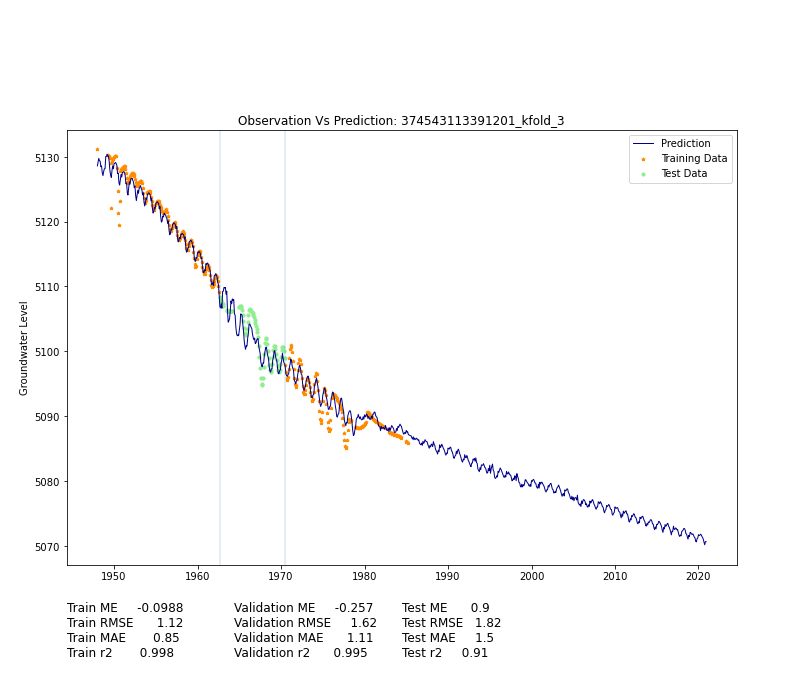 Observation Vs Prediction: 374543113391201_kfold_3
Prediction
Training Data
Test Data
5130
5120
5110
5100
5090
5080
5070
Groundwater Level
1950 1960 1970 1980 1990 2000 2010 2020
Train ME -0.0988 Validation ME -0.257 Test ME 0.9
Train RMSE 1.12 Validation RMSE 1.62 Test RMSE 1.82
Train MAE 0.85 Validation MAE 1.11 Test MAE 1.5
Train r2 0.998 Validation r2 0.995 Test r2 0.91